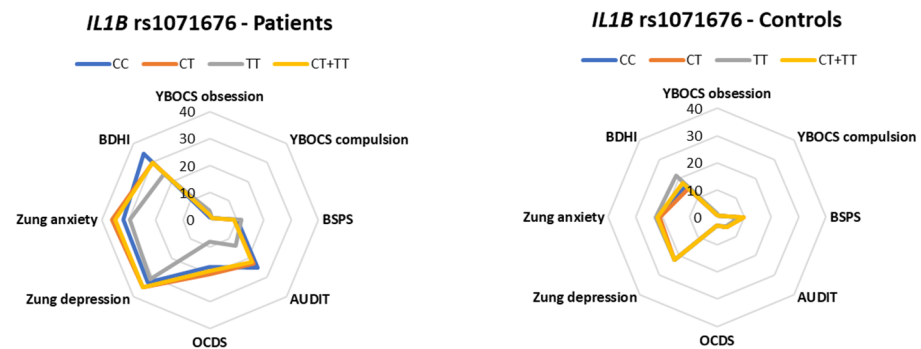 IL1B rs1071676 - Patients
CC CT TT CT+TT
YBOCS obsession
40
30
20
10
0
YBOCS compulsion
BSPS
AUDIT
OCDS
Zung depression
Zung anxiety
BDHI
IL1B rs1071676 - Controls
CC CT TT CT+TT
YBOCS obsession
40
30
20
10
0
YBOCS compulsion
BSPS
AUDIT
OCDS
Zung depression
Zung anxiety
BDHI